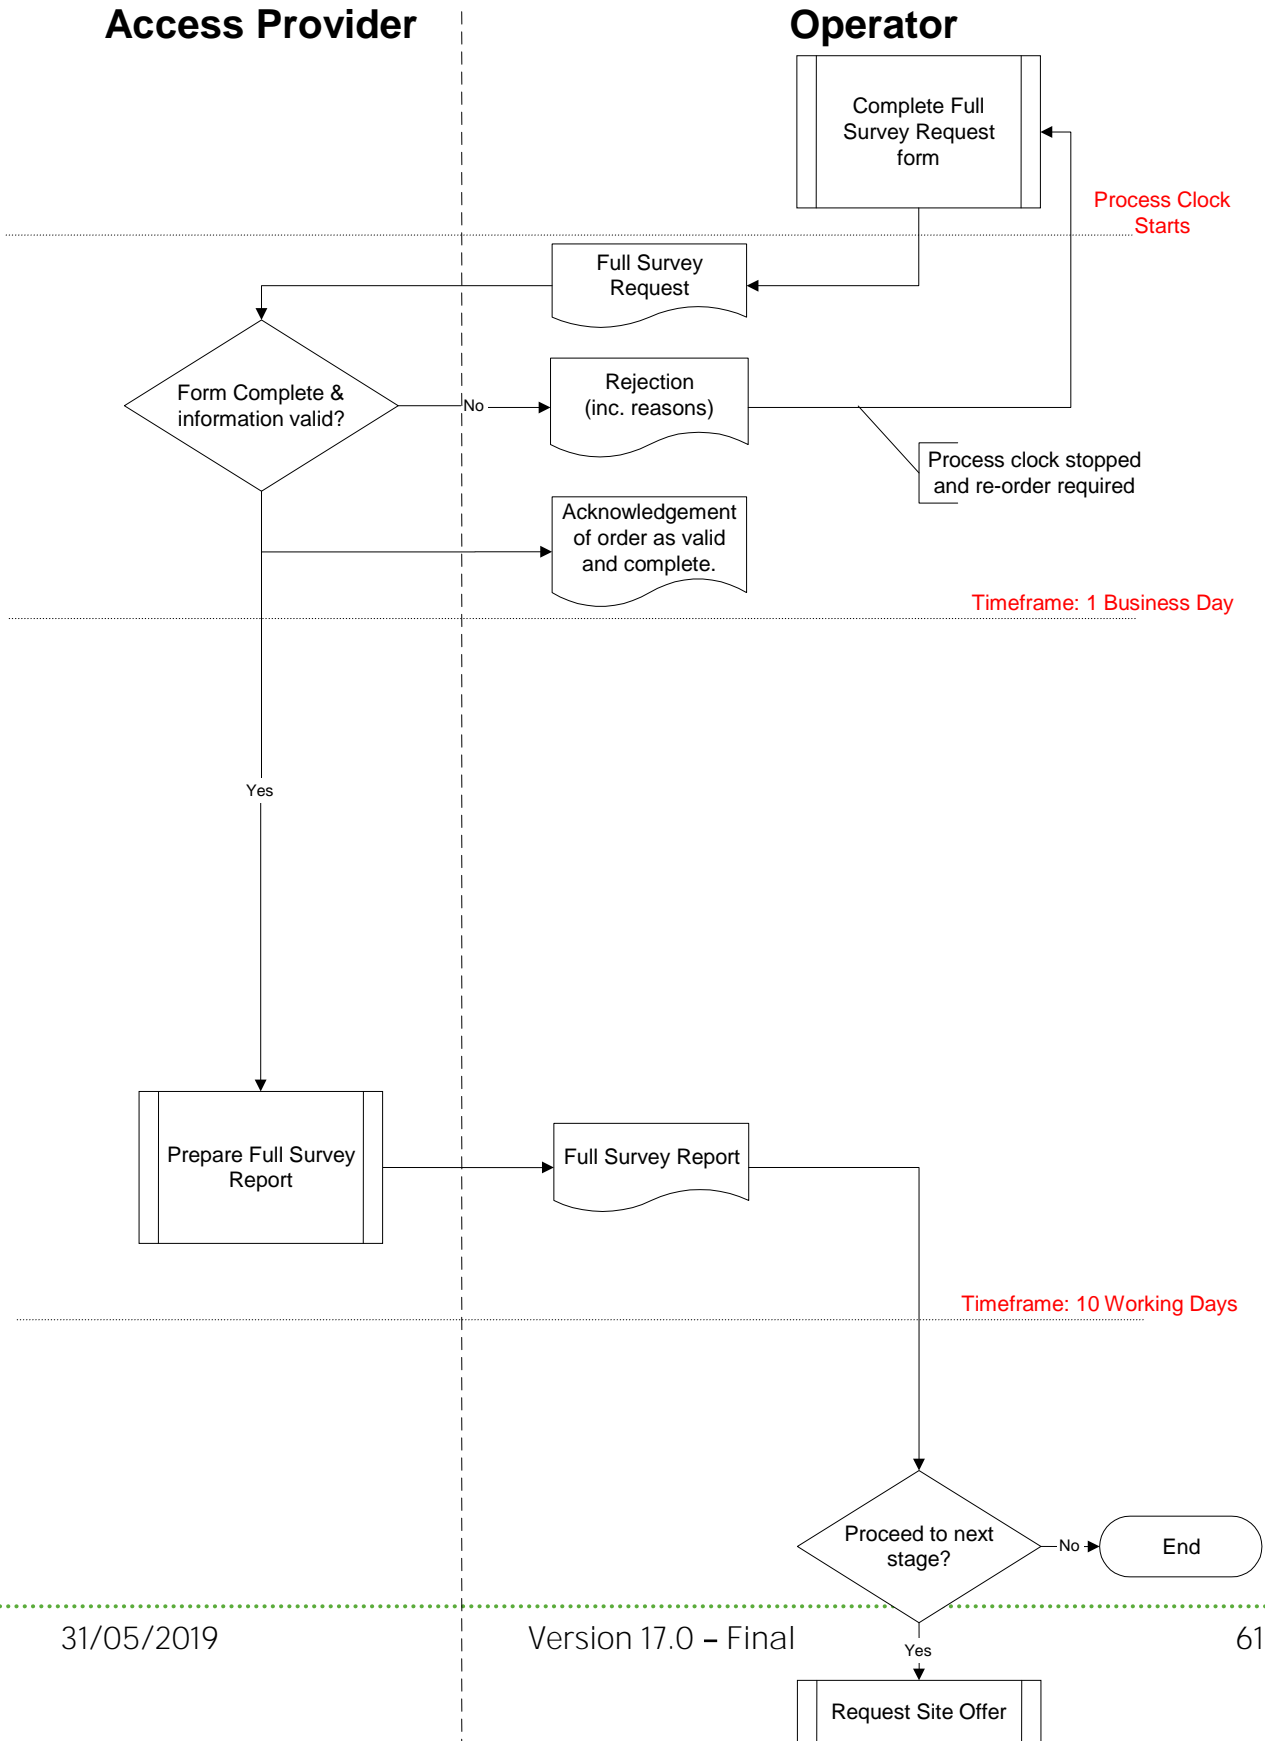 Access Provider
Operator
Complete Full
Survey Request
form
Process Clock
Starts
Full Survey
Request
Form Complete &
information valid?
No
Rejection
(inc. reasons)
Process clock stopped
and re-order required
Acknowledgement
of order as valid
and complete.
Timeframe: 1 Business Day
Yes
Prepare Full Survey
Report
Full Survey Report
Timeframe: 10 Working Days
Proceed to next
stage?
No
End
31/05/2019
Version 17.0 – Final
61
Yes
Request Site Offer